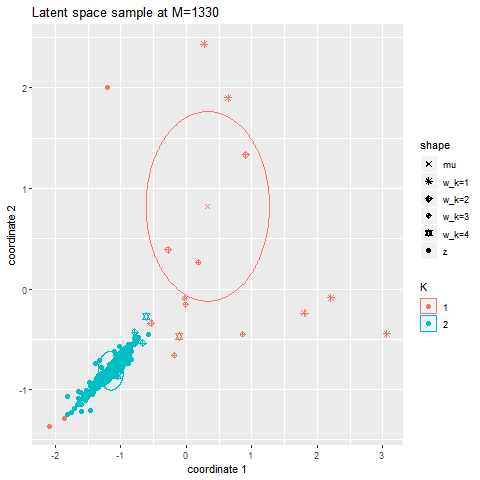 Latent space sample at M=1330
coordinate 2
2
1
0
-1
-2
-1
0
1
2
3
coordinate 1
shape
mu
w_k=1
w_k=2
w_k=3
w_k=4
z
K
1
2